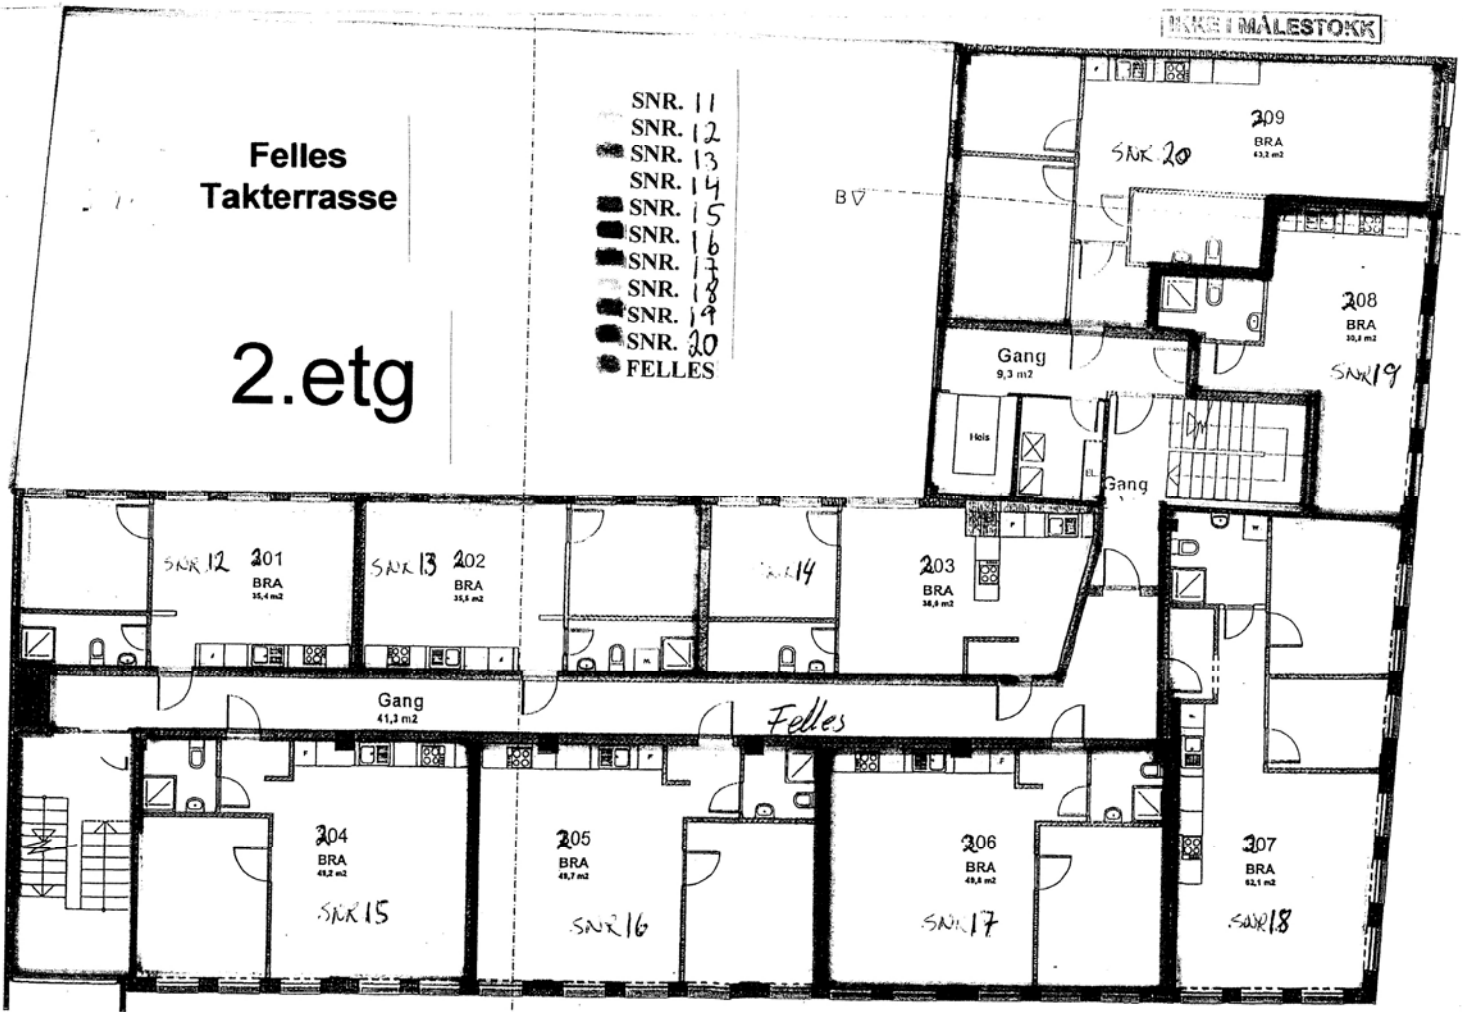 IKKE I MÅLESTOKK
Felles
Takterrasse
2.etg
SNR. 11
SNR. 12
SNR. 13
SNR. 14
SNR. 15
SNR. 16
SNR. 17
SNR. 18
SNR. 19
SNR. 20
FELLES
B
209
BRA
63,2 m2
SNR. 20
208
BRA
SNR 19
Gang
9,3 m2
Heis
EL.
Gang
SNR. 12
201
BRA
35,4 m2
SNR 13
202
BRA
35,5 m2
14
203
BRA
Gang
41,3 m2
Felles
204
BRA
SNR 15
205
BRA
SNR 16
206
BRA
SNR 17
207
BRA
SNR 18